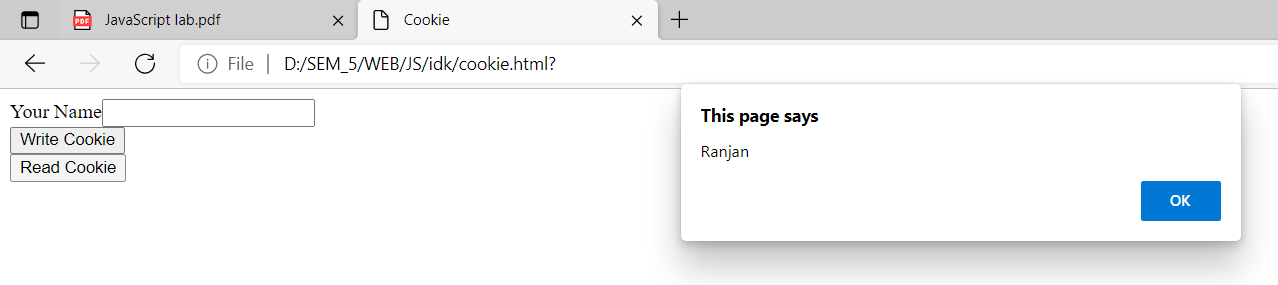 JavaScript lab.pdf
Cookie
File
D:/SEM_5/WEB/JS/idk/cookie.html?
Your Name
Write Cookie
Read Cookie
This page says
Ranjan
OK